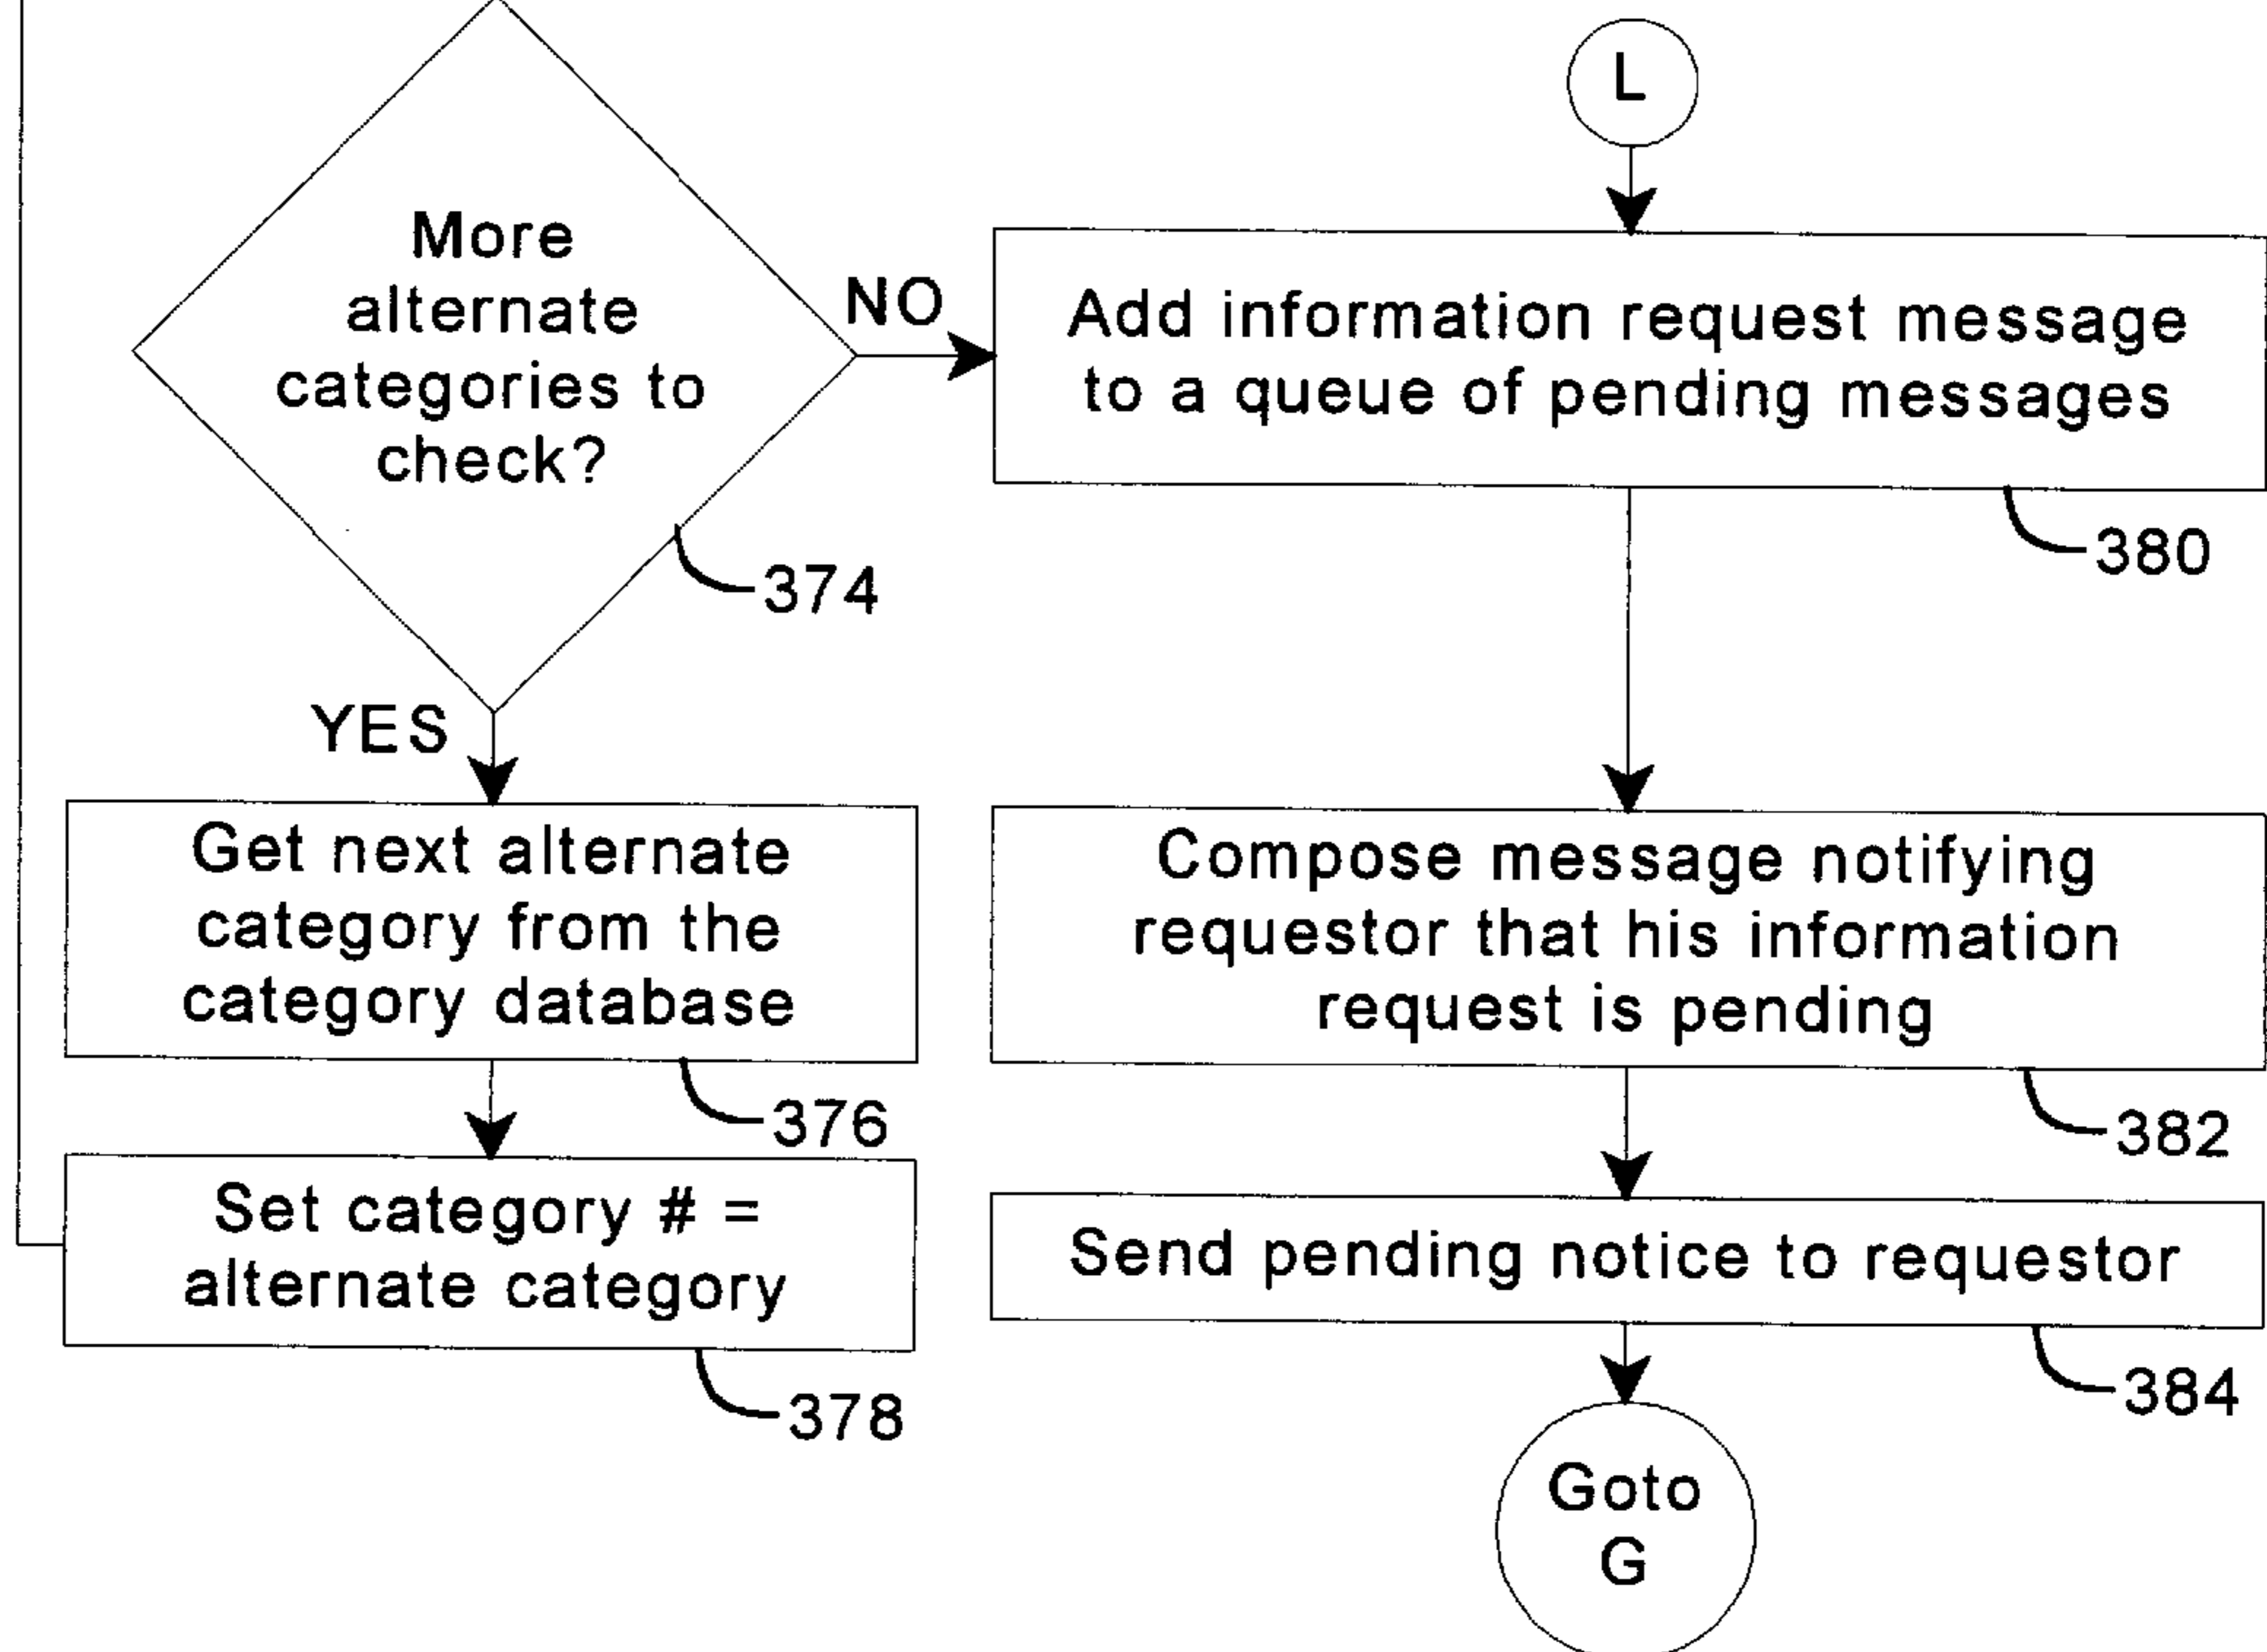 L
More
alternate
categories to
check?
NO
Add information request message
to a queue of pending messages
380
374
YES
Get next alternate
category from the
category database
376
Compose message notifying
requestor that his information
request is pending
382
Set category # =
alternate category
378
Send pending notice to requestor
384
Goto
G